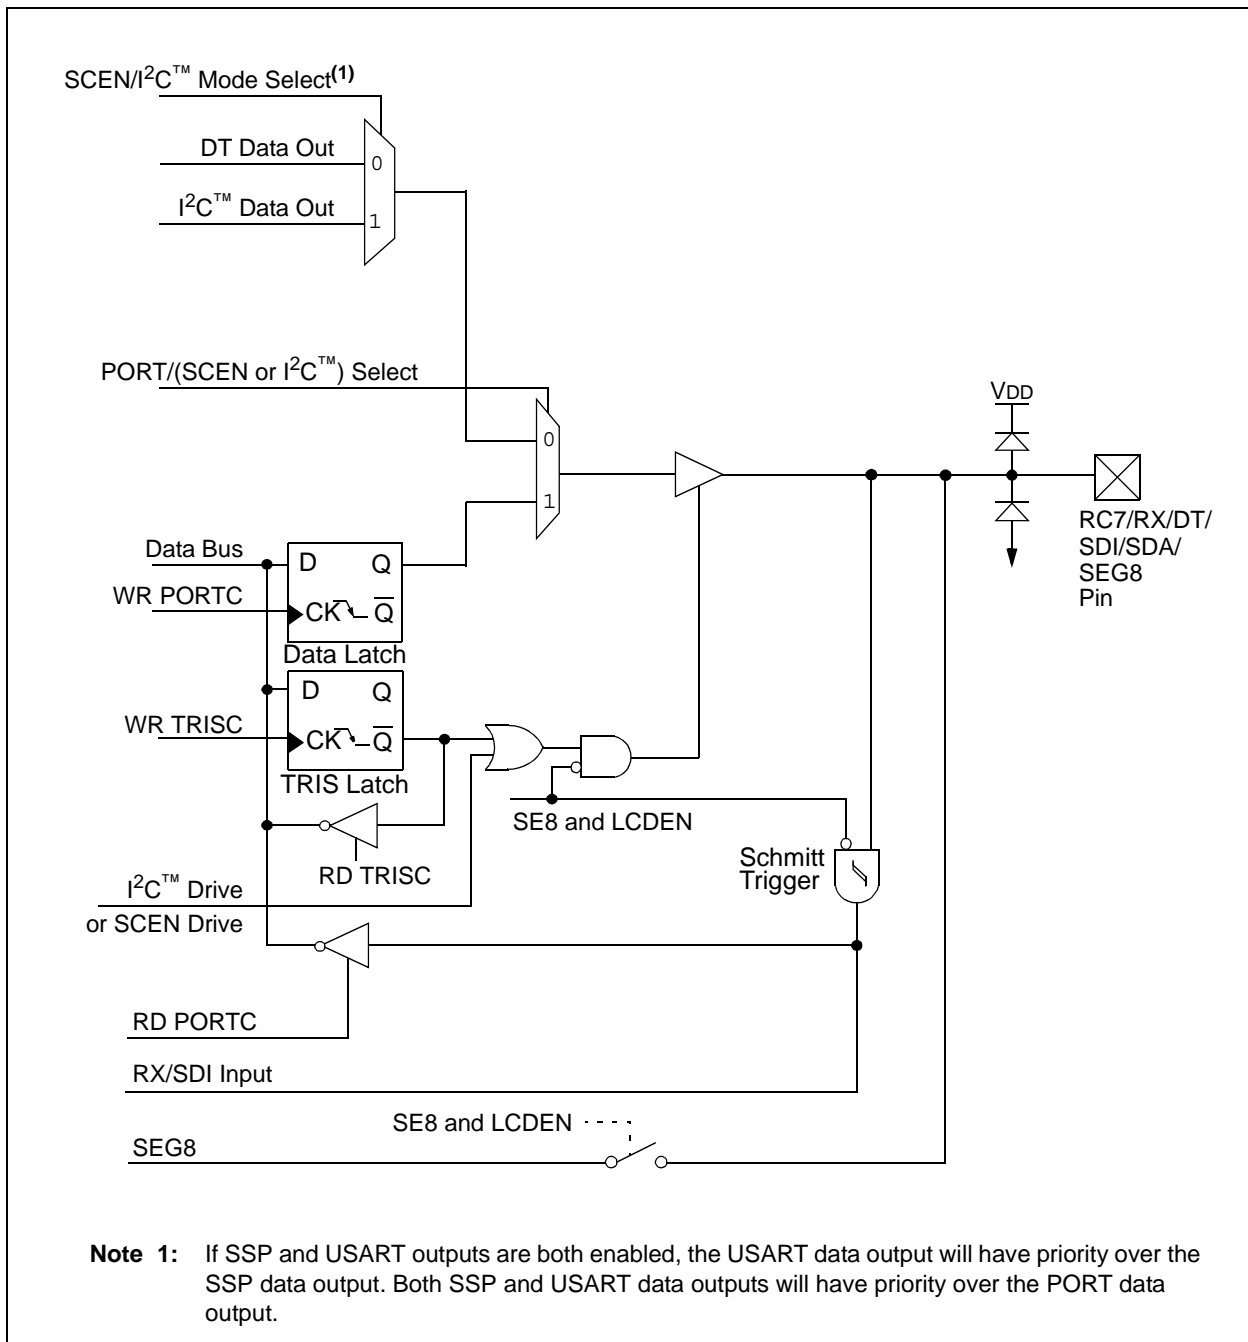 SCEN/I²C™ Mode Select(1)
DT Data Out
0
I²C™ Data Out
1
PORT/(SCEN or I²C™) Select
VDD
0
1
RC7/RX/DT/
SDI/SDA/
SEG8
Pin
Data Bus
D Q
WR PORTC
CK Q̅
Data Latch
D Q
WR TRISC
CK Q̅
TRIS Latch
SE8 and LCDEN
Schmitt
Trigger
RD TRISC
I²C™ Drive
or SCEN Drive
RD PORTC
RX/SDI Input
SE8 and LCDEN
SEG8
Note 1: If SSP and USART outputs are both enabled, the USART data output will have priority over the
SSP data output. Both SSP and USART data outputs will have priority over the PORT data
output.